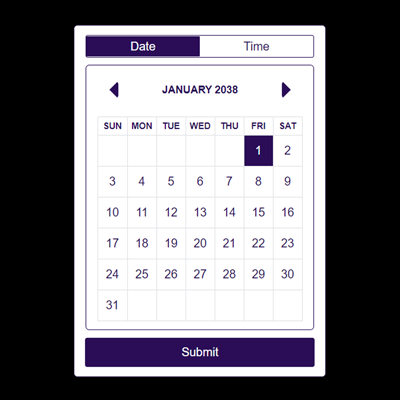 Date Time
JANUARY 2038
SUN MON TUE WED THU FRI SAT
1 2
3 4 5 6 7 8 9
10 11 12 13 14 15 16
17 18 19 20 21 22 23
24 25 26 27 28 29 30
31
Submit